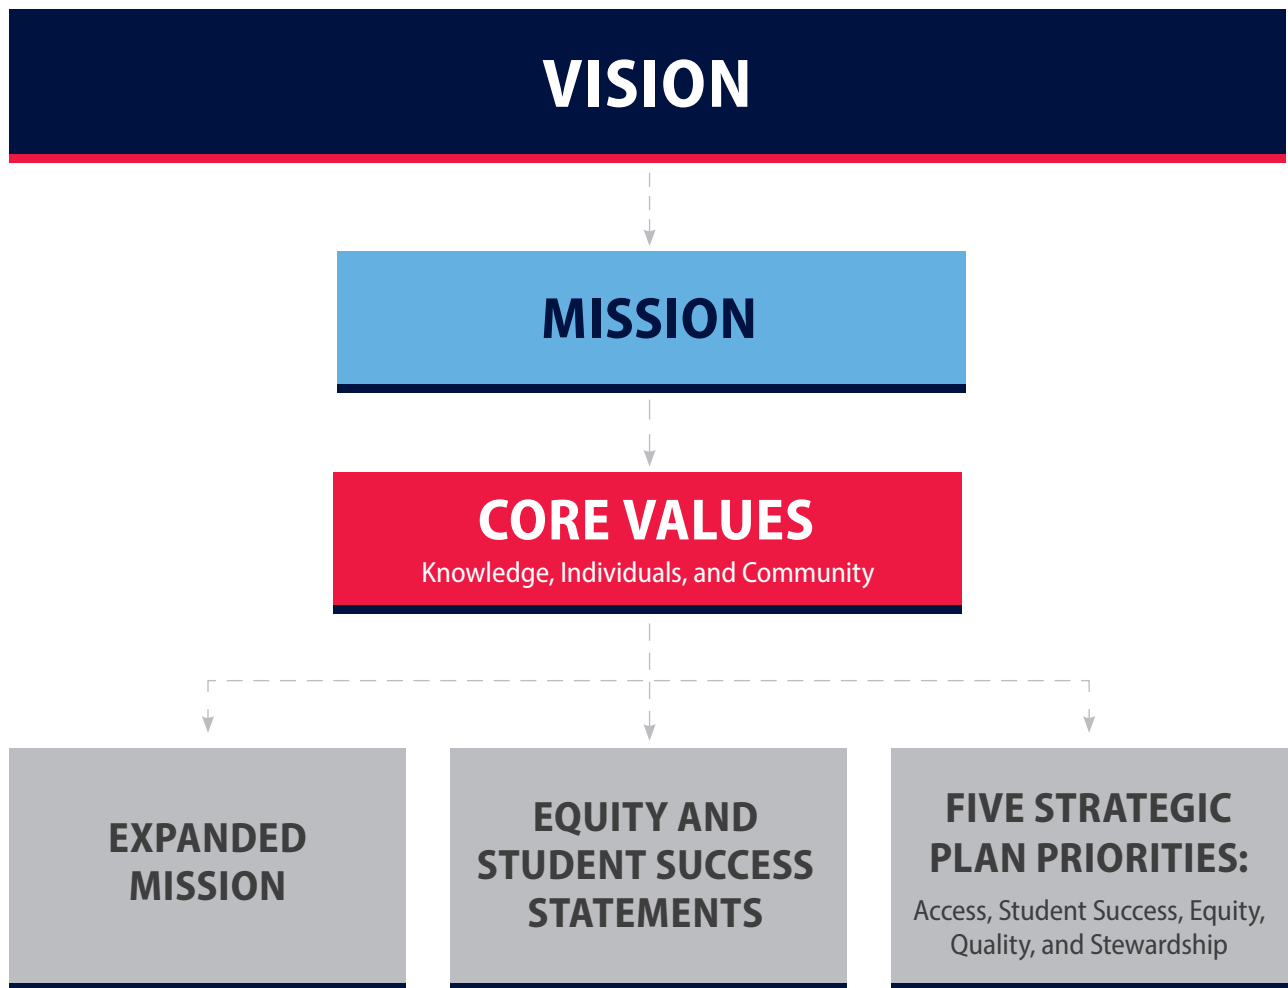 VISION
MISSION
CORE VALUES
Knowledge, Individuals, and Community
EXPANDED
MISSION
EQUITY AND
STUDENT SUCCESS
STATEMENTS
FIVE STRATEGIC
PLAN PRIORITIES:
Access, Student Success, Equity,
Quality, and Stewardship